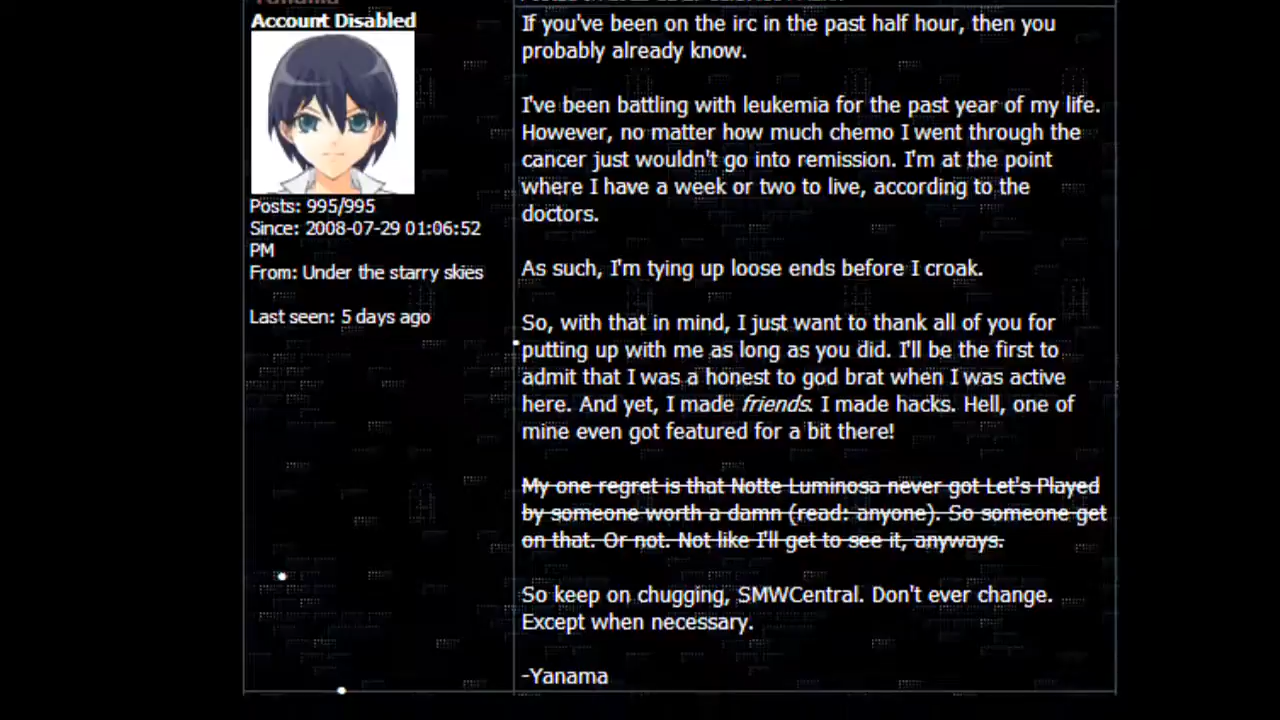 Account Disabled
Posts: 995/995
Since: 2008-07-29 01:06:52
PM
From: Under the starry skies
Last seen: 5 days ago
If you've been on the irc in the past half hour, then you
probably already know.
I've been battling with leukemia for the past year of my life.
However, no matter how much chemo I went through the
cancer just wouldn't go into remission. I'm at the point
where I have a week or two to live, according to the
doctors.
As such, I'm tying up loose ends before I croak.
So, with that in mind, I just want to thank all of you for
putting up with me as long as you did. I'll be the first to
admit that I was a honest to god brat when I was active
here. And yet, I made friends. I made hacks. Hell, one of
mine even got featured for a bit there!
My one regret is that Notte Luminosa never got Let's Played
by someone worth a damn (read: anyone). So someone get
on that. Or not. Not like I'll get to see it, anyways.
So keep on chugging, SMWCentral. Don't ever change.
Except when necessary.
-Yanama